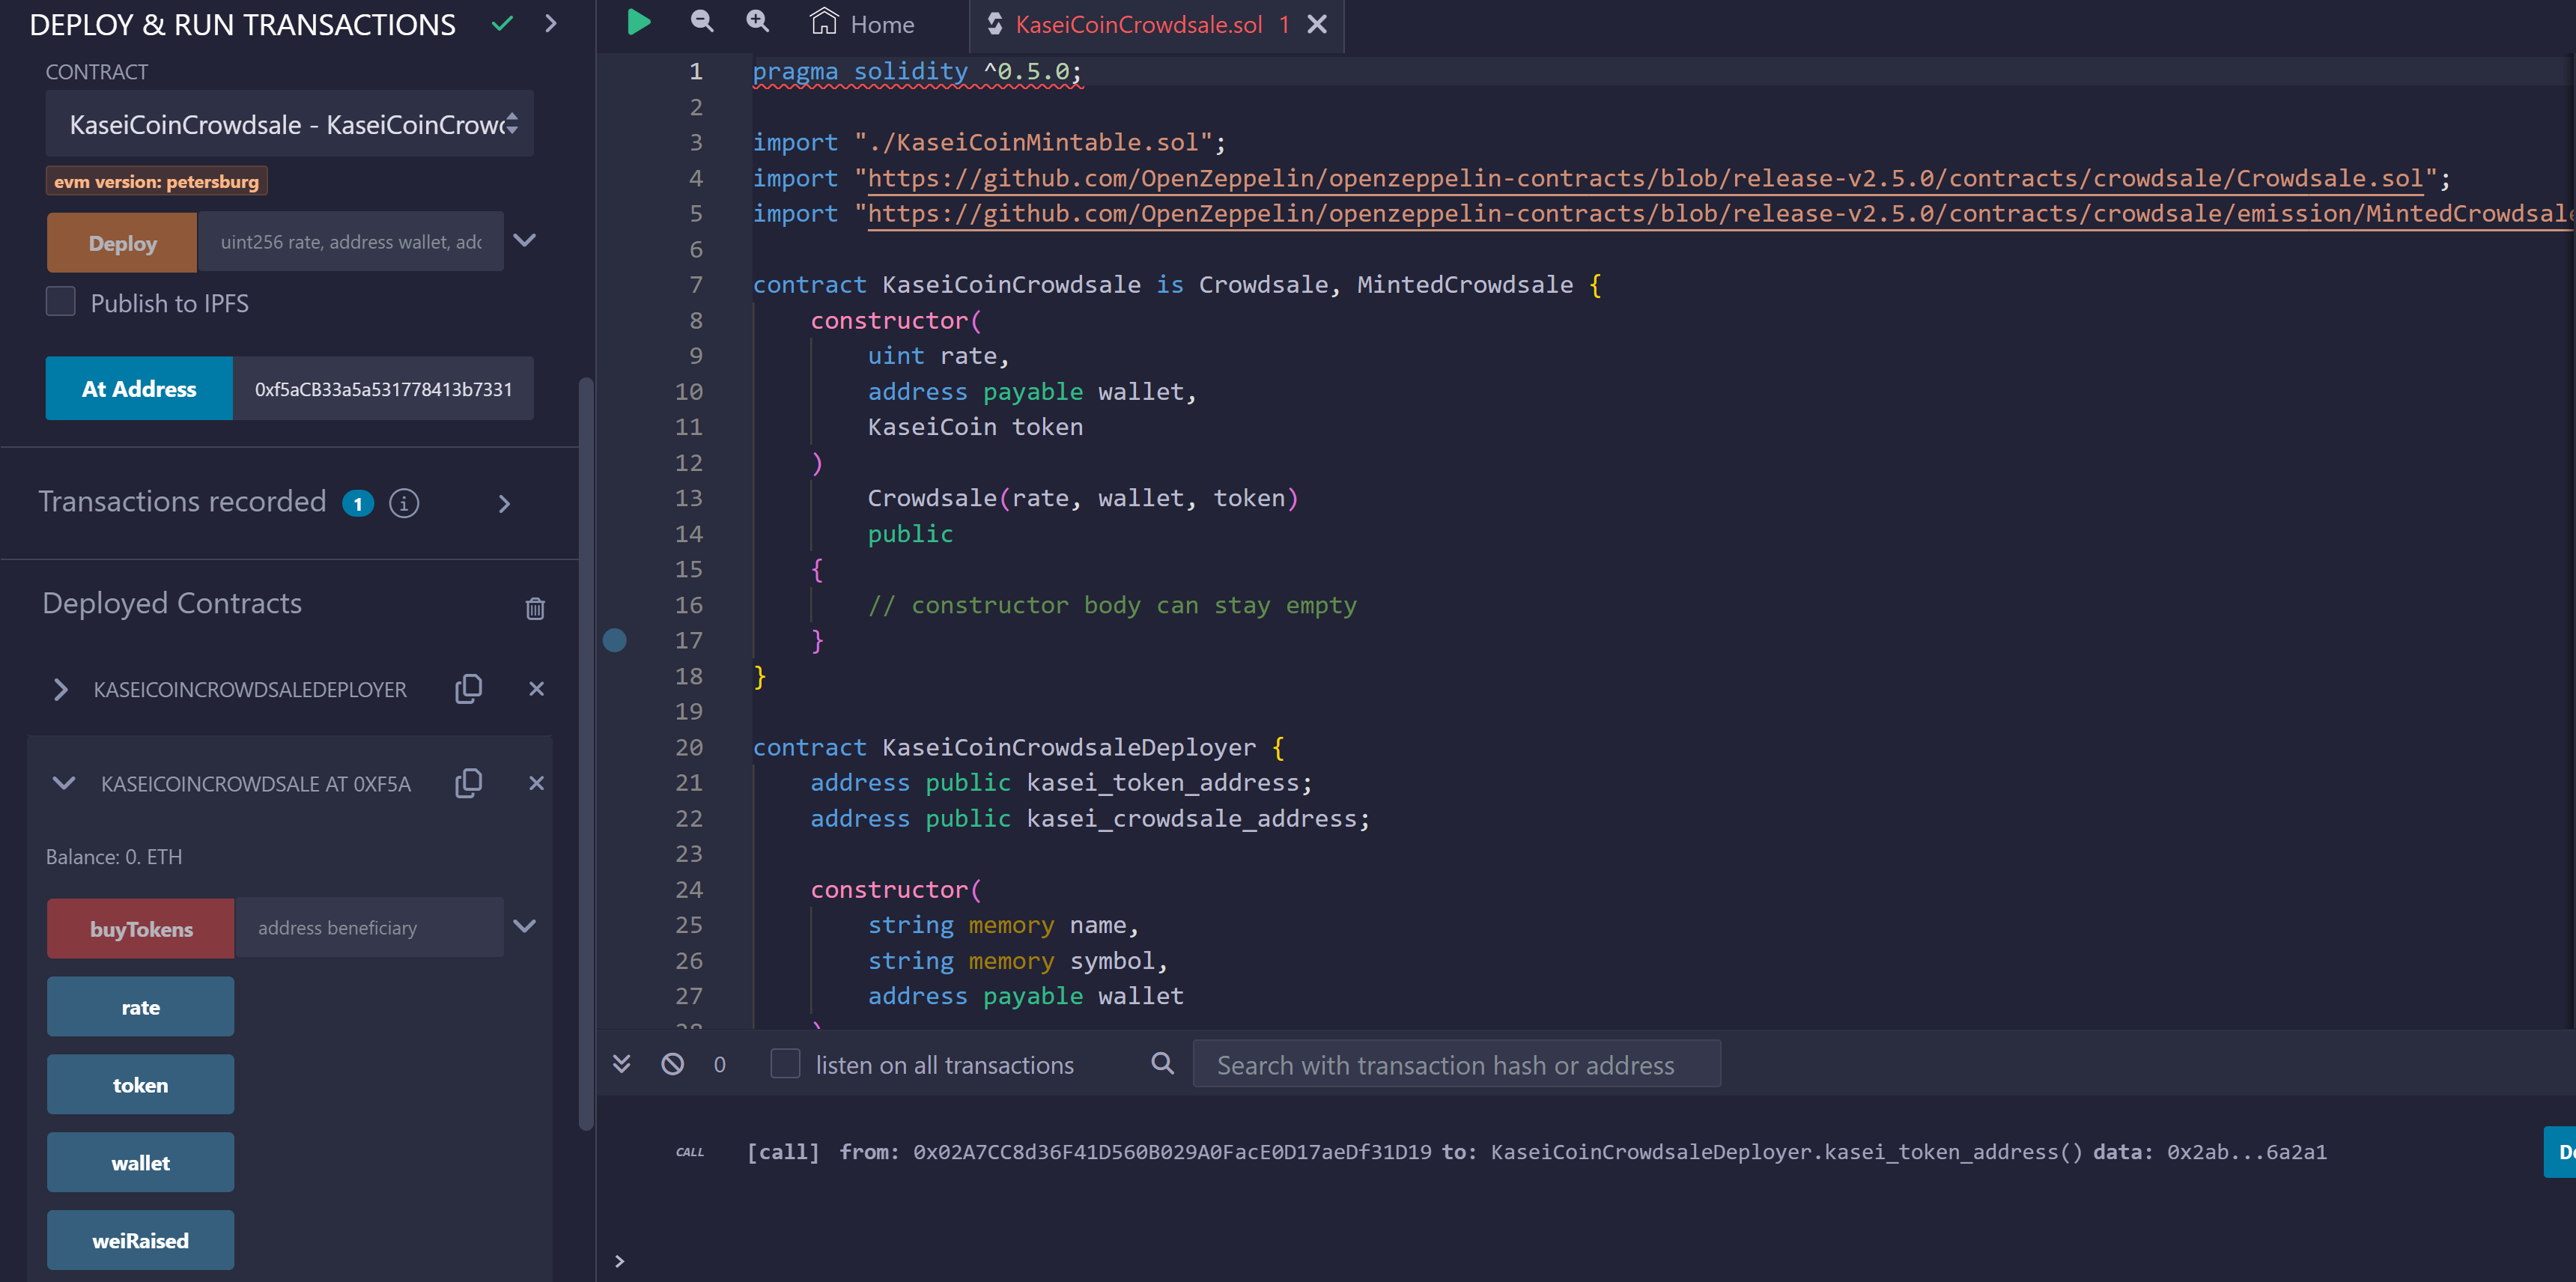 DEPLOY & RUN TRANSACTIONS
CONTRACT
KaseiCoinCrowdsale - KaseiCoinCrowd
evm version: petersburg
Deploy
uint256 rate, address wallet, add
Publish to IPFS
At Address
0xf5aCB33a5a531778413b7331
Transactions recorded 1
Deployed Contracts
KASEICOINCROWDSALEDEPLOYER
KASEICOINCROWDSALE AT 0XF5A
Balance: 0. ETH
buyTokens
address beneficiary
rate
token
wallet
weiRaised
Home
KaseiCoinCrowdsale.sol 1
1 pragma solidity ^0.5.0;
2
3 import "./KaseiCoinMintable.sol";
4 import "https://github.com/OpenZeppelin/openzeppelin-contracts/blob/release-v2.5.0/contracts/crowdsale/Crowdsale.sol";
5 import "https://github.com/OpenZeppelin/openzeppelin-contracts/blob/release-v2.5.0/contracts/crowdsale/emission/MintedCrowdsale
6
7 contract KaseiCoinCrowdsale is Crowdsale, MintedCrowdsale {
8 constructor(
9 uint rate,
10 address payable wallet,
11 KaseiCoin token
12 )
13 Crowdsale(rate, wallet, token)
14 public
15 {
16 // constructor body can stay empty
17 }
18 }
19
20 contract KaseiCoinCrowdsaleDeployer {
21 address public kasei_token_address;
22 address public kasei_crowdsale_address;
23
24 constructor(
25 string memory name,
26 string memory symbol,
27 address payable wallet
28 )
0
listen on all transactions
Search with transaction hash or address
CALL [call] from: 0x02A7CC8d36F41D560B029A0FacE0D17aeDf31D19 to: KaseiCoinCrowdsaleDeployer.kasei_token_address() data: 0x2ab...6a2a1
>